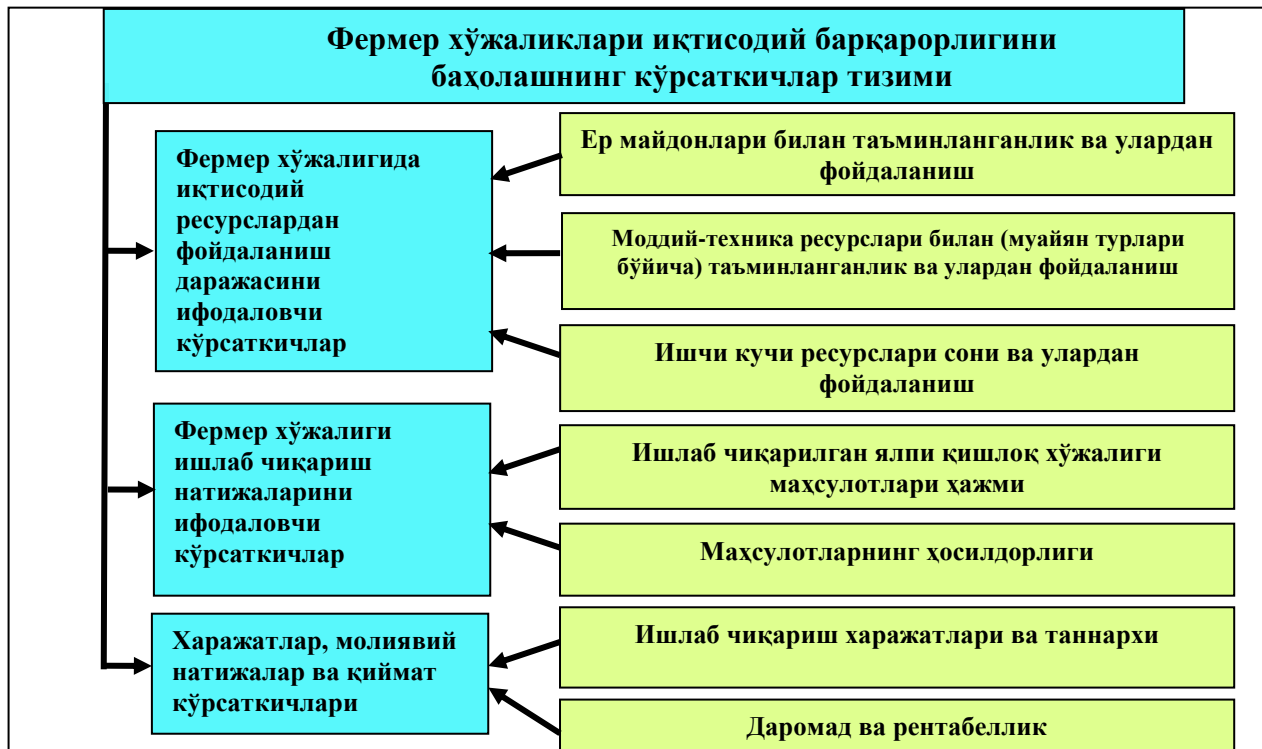 Фермер хўжаликлари иқтисодий барқарорлигини
баҳолашнинг кўрсаткичлар тизими
Фермер хўжалигида
иқтисодий
ресурслардан
фойдаланиш
даражасини
ифодаловчи
кўрсаткичлар
Ер майдонлари билан таъминланганлик ва улардан
фойдаланиш
Моддий-техника ресурслари билан (муайян турлари
бўйича) таъминланганлик ва улардан фойдаланиш
Ишчи кучи ресурслари сони ва улардан
фойдаланиш
Фермер хўжалиги
ишлаб чиқариш
натижаларини
ифодаловчи
кўрсаткичлар
Ишлаб чиқарилган ялпи қишлоқ хўжалиги
маҳсулотлари ҳажми
Маҳсулотларнинг ҳосилдорлиги
Харажатлар, молиявий
натижалар ва қиймат
кўрсаткичлари
Ишлаб чиқариш харажатлари ва таннархи
Даромад ва рентабеллик